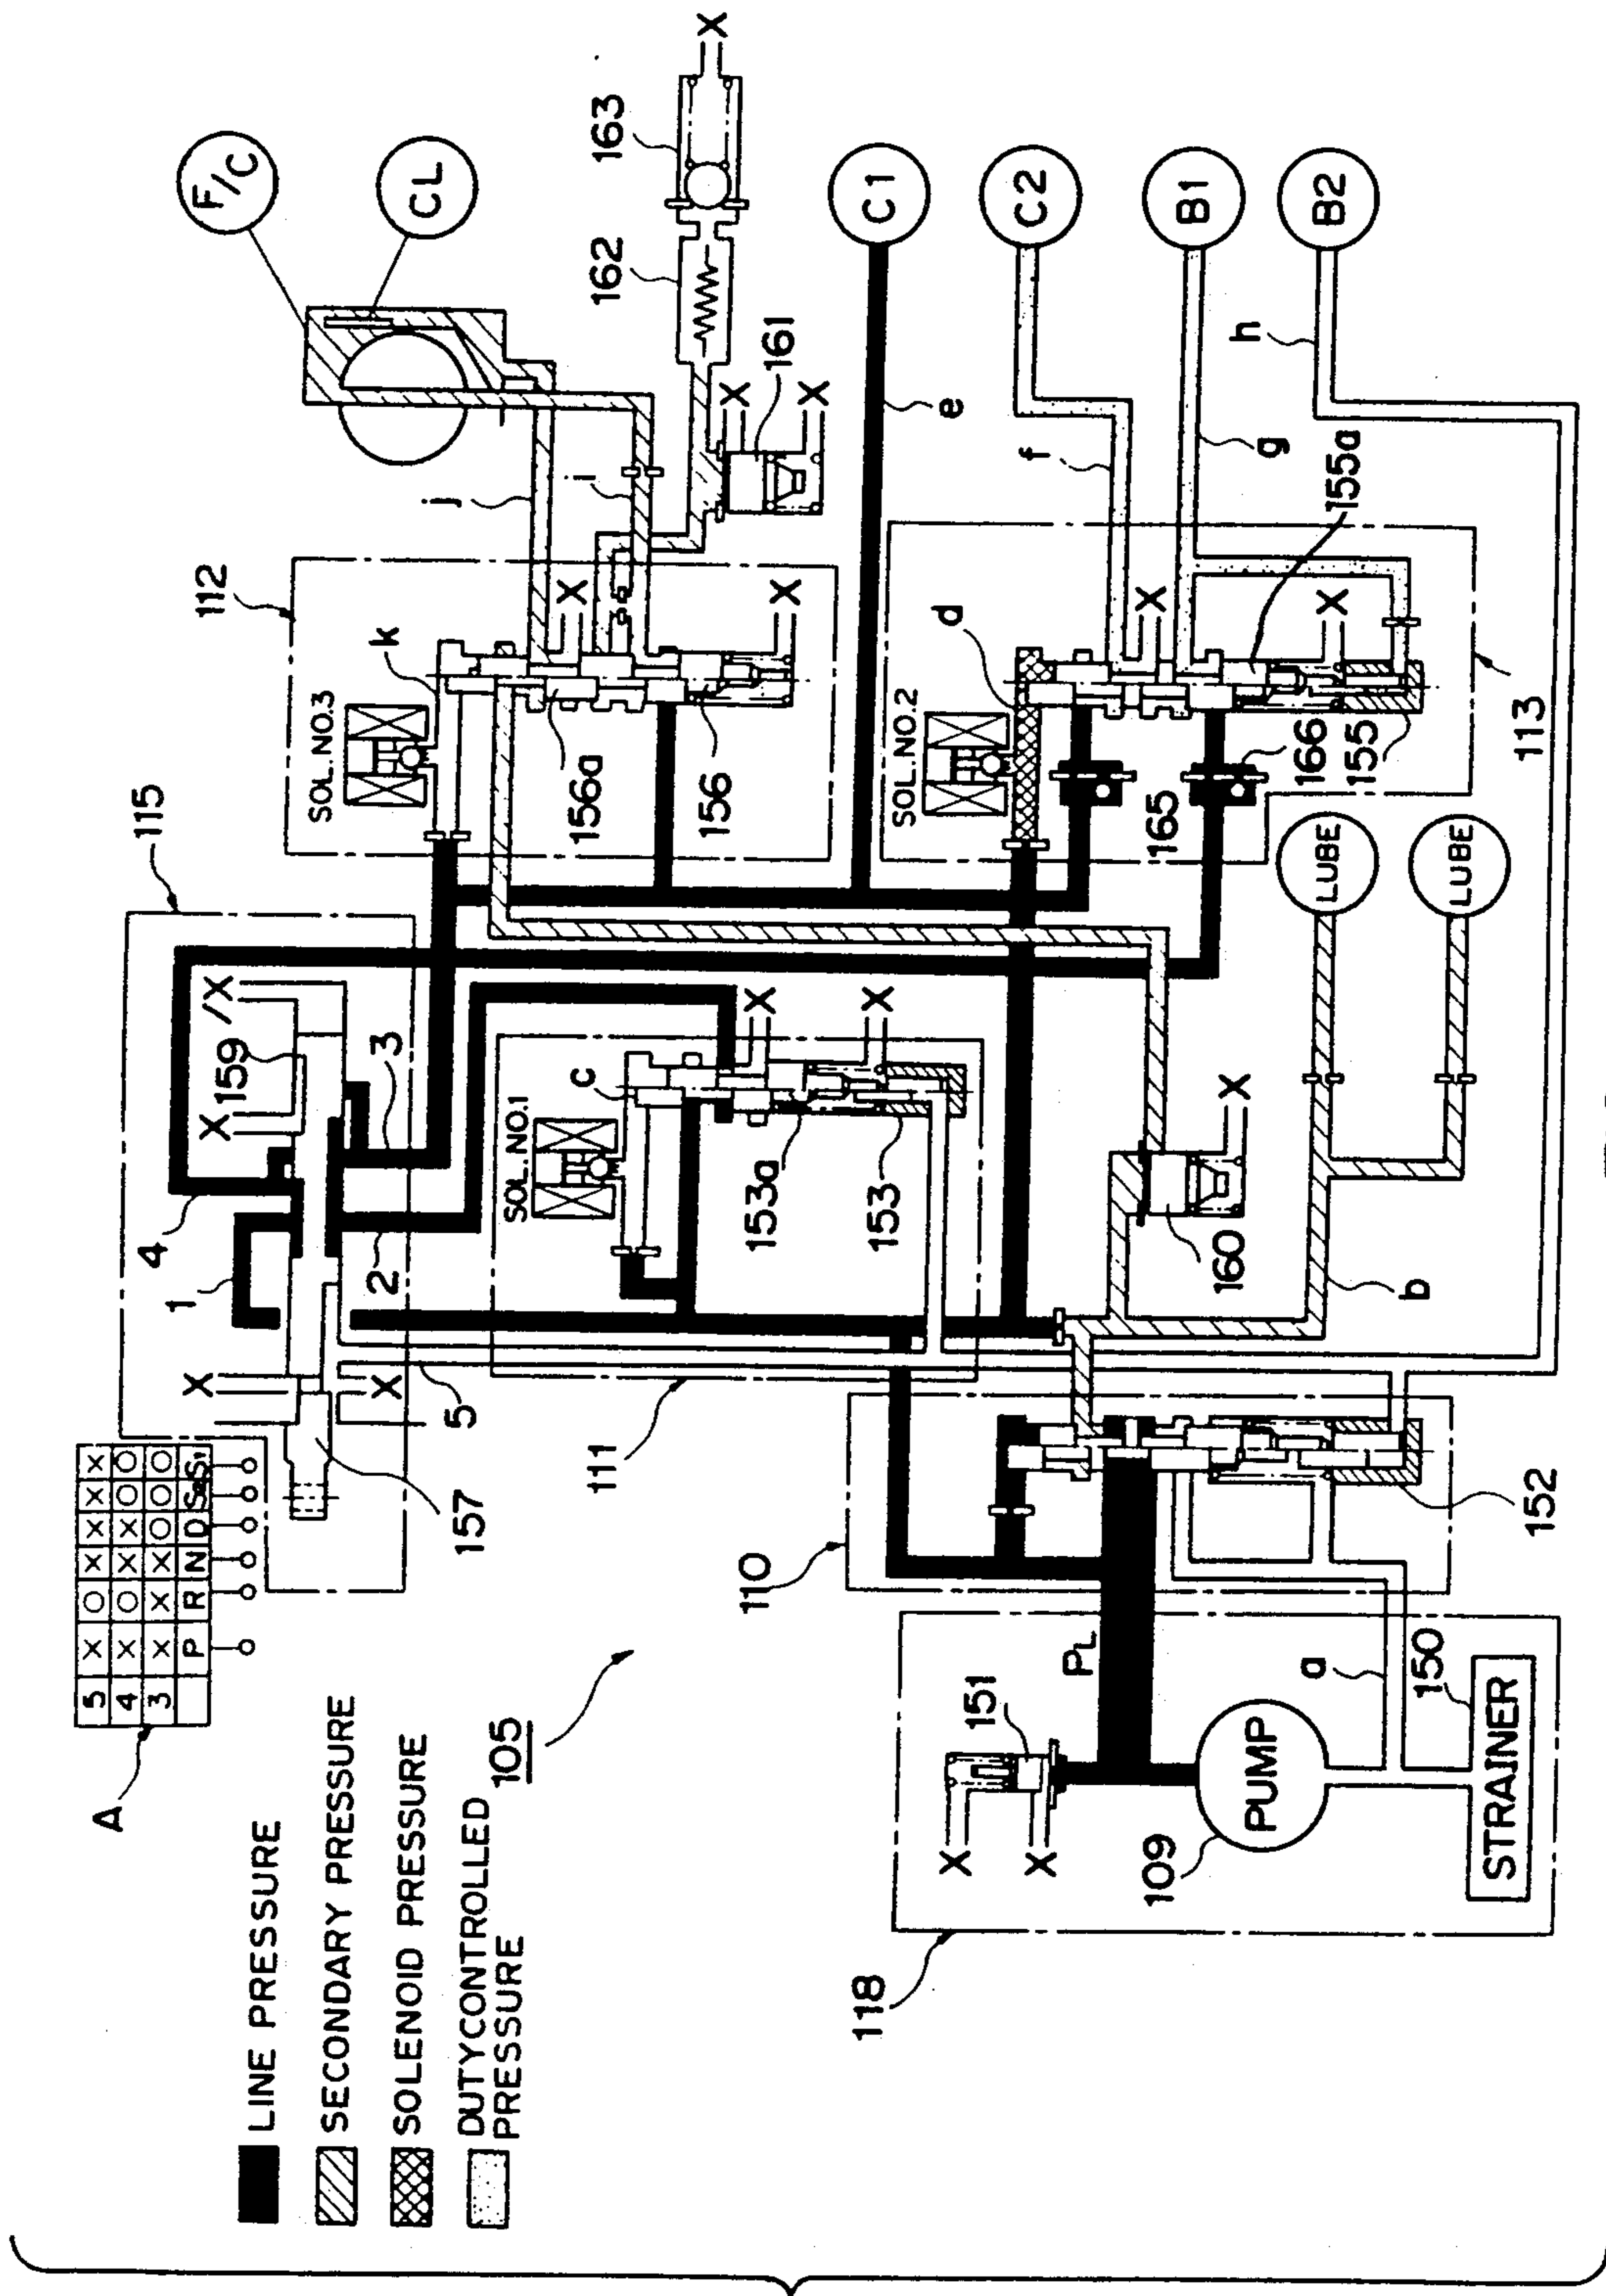 A
5 × ○ × × × ×
4 × ○ × × ○ ○
3 × × × ○ ○ ○
P R N D S₂ S₁
LINE PRESSURE
SECONDARY PRESSURE
SOLENOID PRESSURE
DUTYCONTROLLED
PRESSURE
105
157
115
X
X
5
1
4
2
3
X
159
X
SOL. NO.3
k
112
j
i
F/C
CL
156a
X
156
X
162
163
X
161
X
X
SOL. NO.1
c
X
X
153a
153
111
e
C1
118
X
X
151
PL
PUMP
109
a
150
STRAINER
110
152
160
X
b
SOL. NO.2
d
165
166
155
155a
X
X
113
f
g
h
C2
B1
B2
LUBE
LUBE